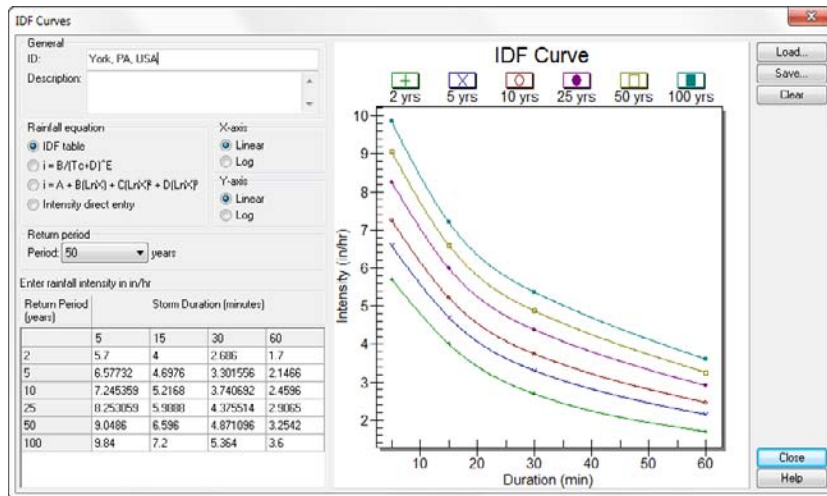 IDF Curves
General
ID: York, PA, USA
Description:
Rainfall equation
IDF table
i = B/(Tc+D)^E
i = A + B(LnX) + C(LnX)² + D(LnX)³
Intensity direct entry
X-axis
Linear
Log
Y-axis
Linear
Log
Return period
Period: 50 years
Enter rainfall intensity in in/hr
Return Period (years) Storm Duration (minutes)
5 15 30 60
2 5.7 4 2.686 1.7
5 6.57732 4.6976 3.301556 2.1466
10 7.245359 5.2168 3.740692 2.4596
25 8.253059 5.9888 4.375514 2.9065
50 9.0486 6.596 4.871096 3.2542
100 9.84 7.2 5.364 3.6
IDF Curve
2 yrs 5 yrs 10 yrs 25 yrs 50 yrs 100 yrs
Intensity (in/hr)
10
9
8
7
6
5
4
3
2
10 20 30 40 50 60
Duration (min)
Load...
Save...
Clear
Close
Help